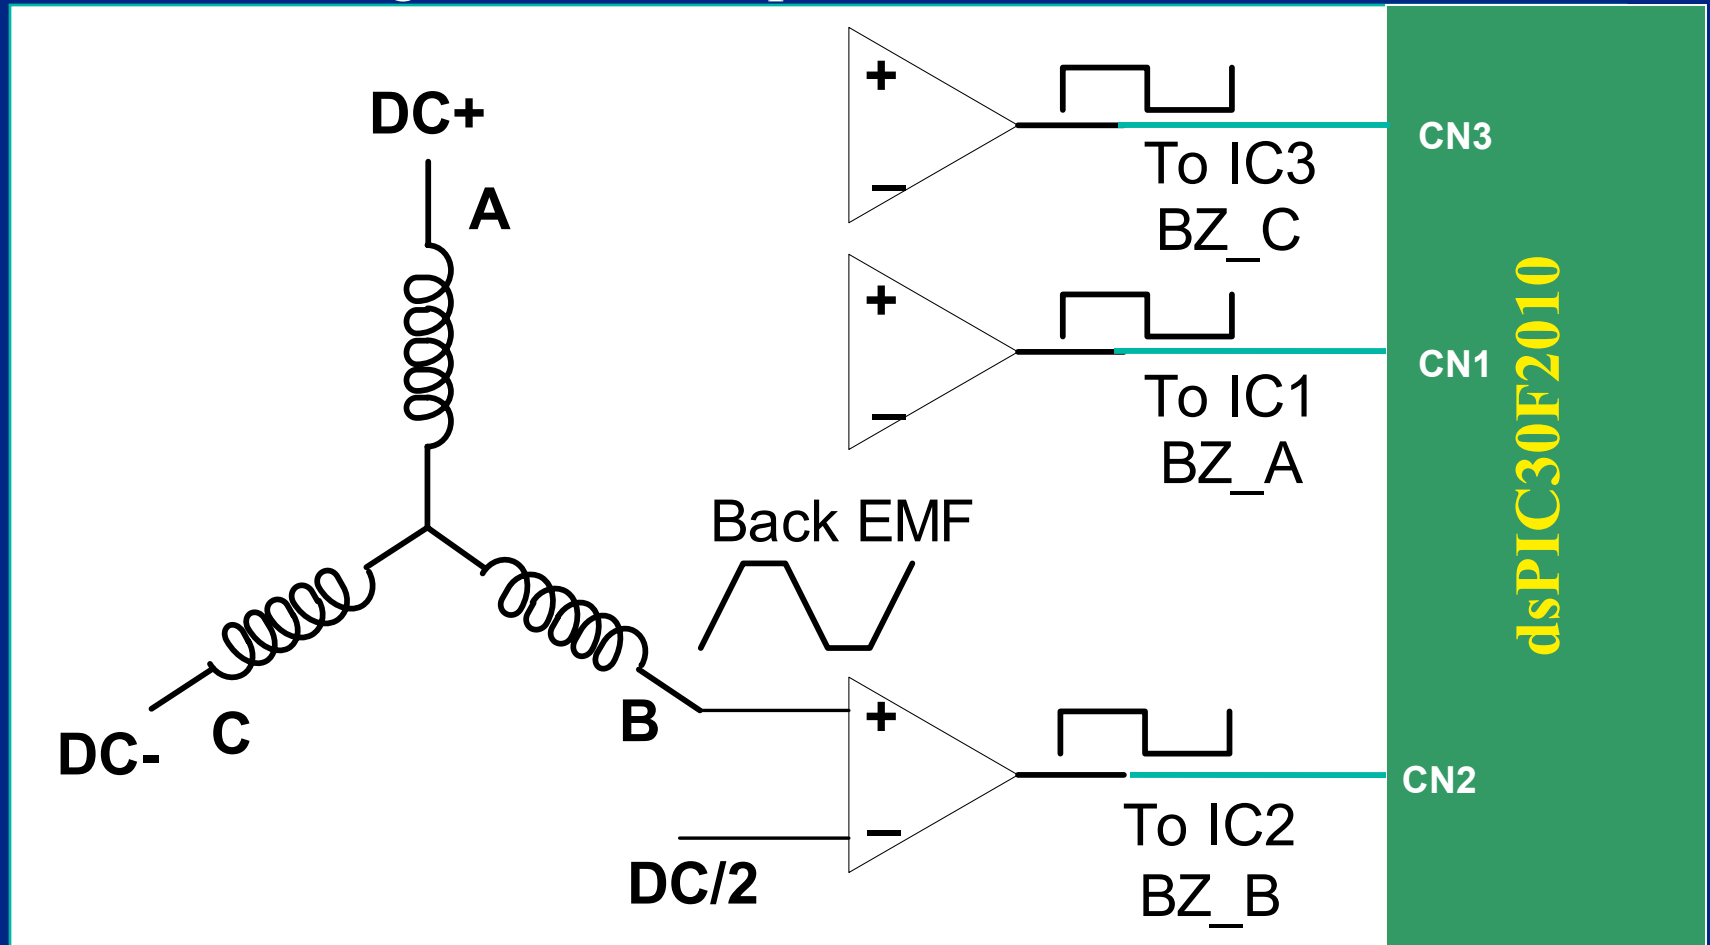 DC+
A
+
To IC3
BZ_C
CN3
+
To IC1
BZ_A
CN1
dsPIC30F2010
Back EMF
C
DC-
B
+
DC/2
To IC2
BZ_B
CN2